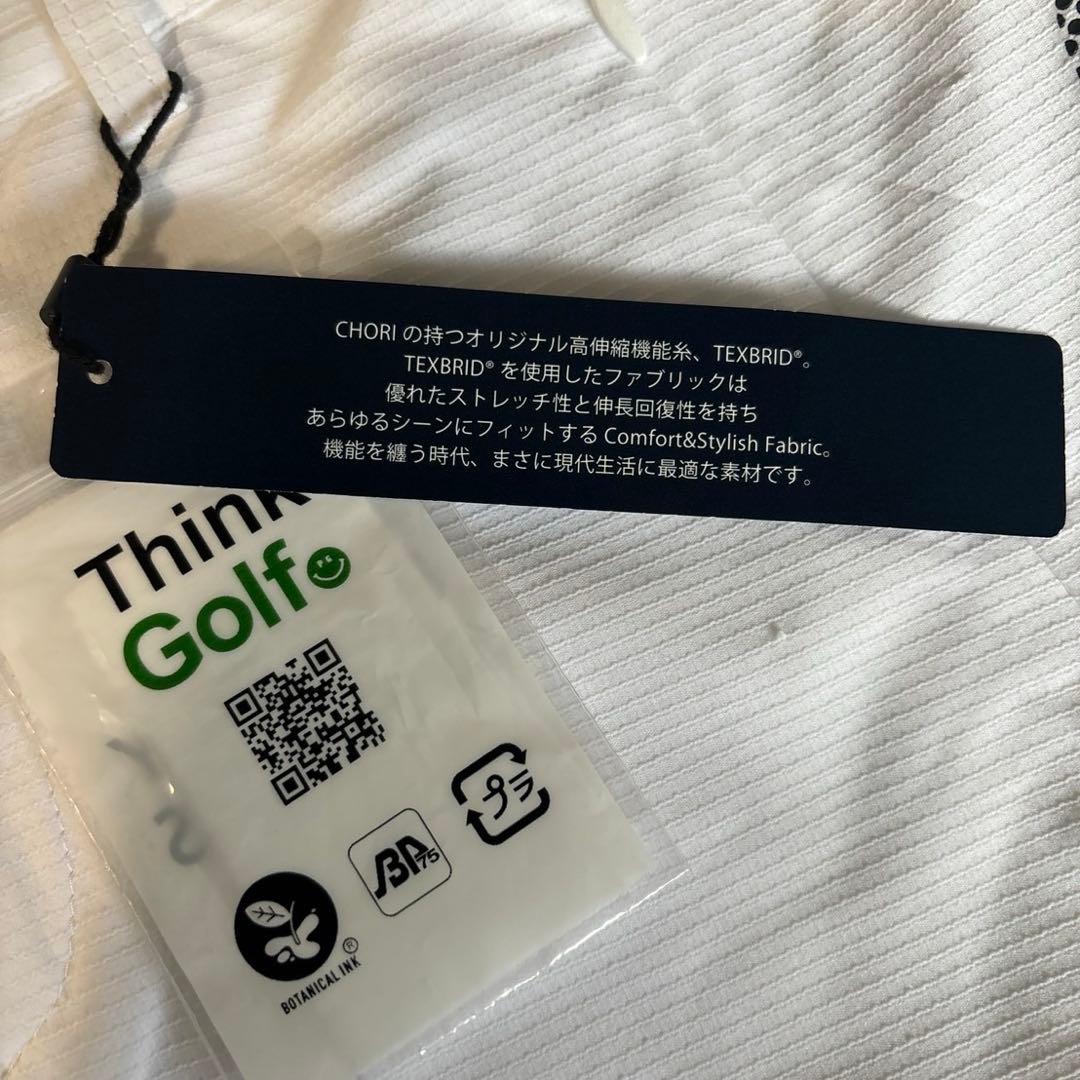 CHORI の持つオリジナル高伸縮機能糸、TEXBRID®。
TEXBRID® を使用したファブリックは
優れたストレッチ性と伸長回復性を持ち
あらゆるシーンにフィットする Comfort&Stylish Fabric。
機能を纏う時代、まさに現代生活に最適な素材です。
Think
Golf
プラ
BP75
BOTANICAL INK ®